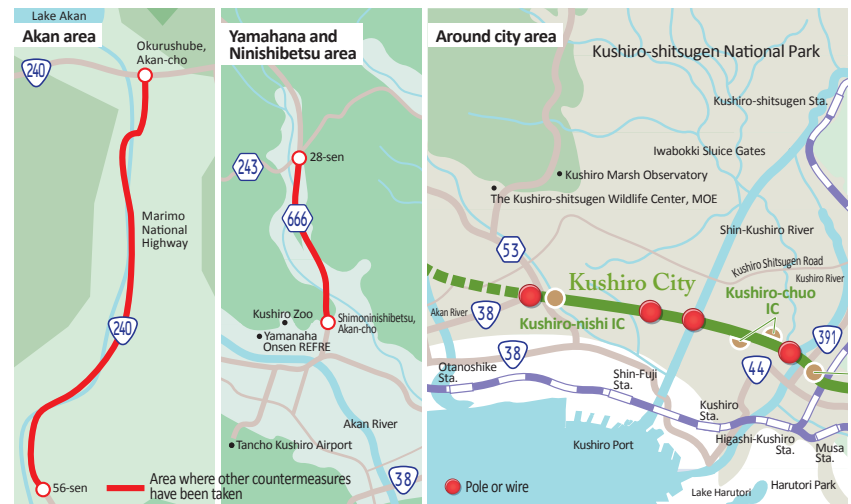 Lake Akan
Akan area
Okurushube,
Akan-cho
240
Marimo
National
Highway
240
56-sen
Area where other countermeasures
have been taken
Yamahana and
Ninishibetsu area
28-sen
243
666
Kushiro Zoo
Shimoninishibetsu,
Akan-cho
Yamanaha
Onsen REFRE
Akan River
Tancho Kushiro Airport
38
Around city area
Kushiro-shitsugen National Park
Kushiro-shitsugen Sta.
Iwabokki Sluice Gates
Kushiro Marsh Observatory
The Kushiro-shitsugen Wildlife Center, MOE
Shin-Kushiro River
53
Kushiro Shitsugen Road
Kushiro River
Kushiro City
Kushiro-chuo
IC
Akan River
38
Kushiro-nishi IC
391
38
44
Otanoshike
Sta.
Shin-Fuji
Sta.
Kushiro
Sta.
Kushiro Port
Higashi-Kushiro
Sta.
Musa
Sta.
Pole or wire
Lake Harutori
Harutori Park